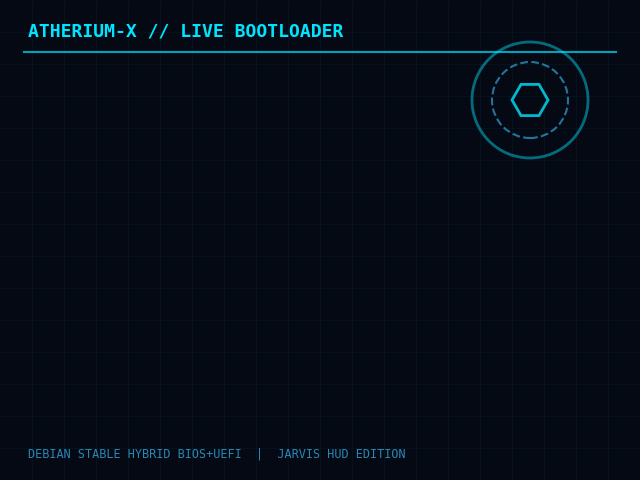 ATHERIUM-X // LIVE BOOTLOADER
DEBIAN STABLE HYBRID BIOS+UEFI | JARVIS HUD EDITION